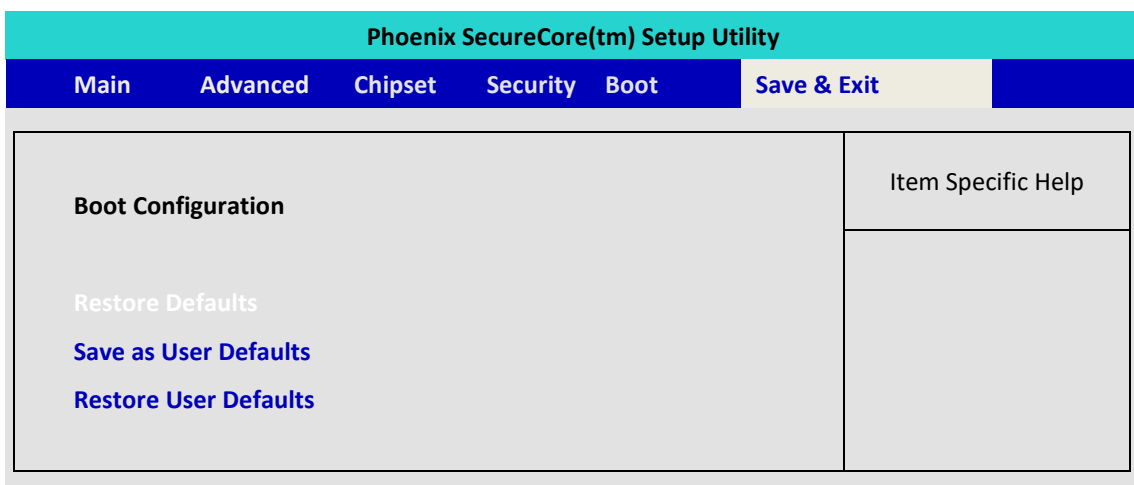 Phoenix SecureCore(tm) Setup Utility
Main Advanced Chipset Security Boot Save & Exit
Item Specific Help
Boot Configuration
Restore Defaults
Save as User Defaults
Restore User Defaults